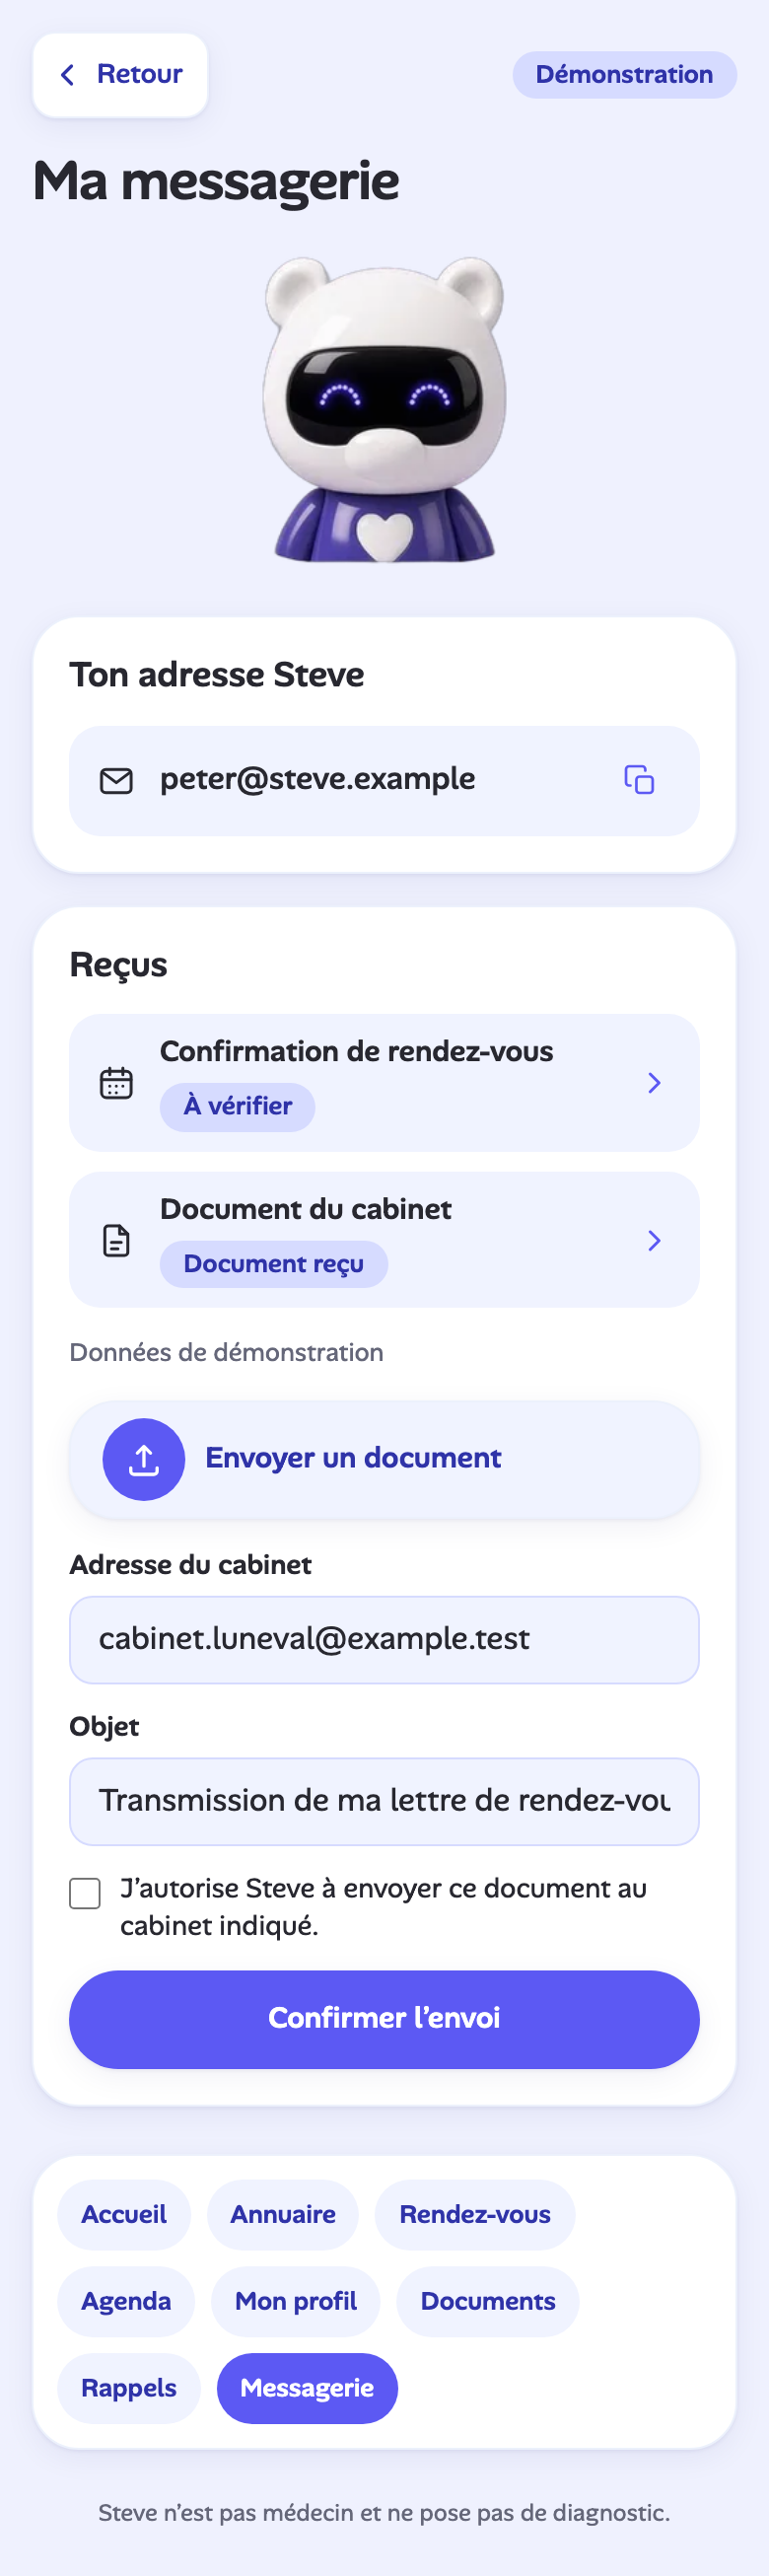 Retour
Démonstration
Ma messagerie
Ton adresse Steve
peter@steve.example
Reçus
Confirmation de rendez-vous
À vérifier
Document du cabinet
Document reçu
Données de démonstration
Envoyer un document
Adresse du cabinet
cabinet.luneval@example.test
Objet
Transmission de ma lettre de rendez-vou
J’autorise Steve à envoyer ce document au
cabinet indiqué.
Confirmer l’envoi
Accueil
Annuaire
Rendez-vous
Agenda
Mon profil
Documents
Rappels
Messagerie
Steve n’est pas médecin et ne pose pas de diagnostic.